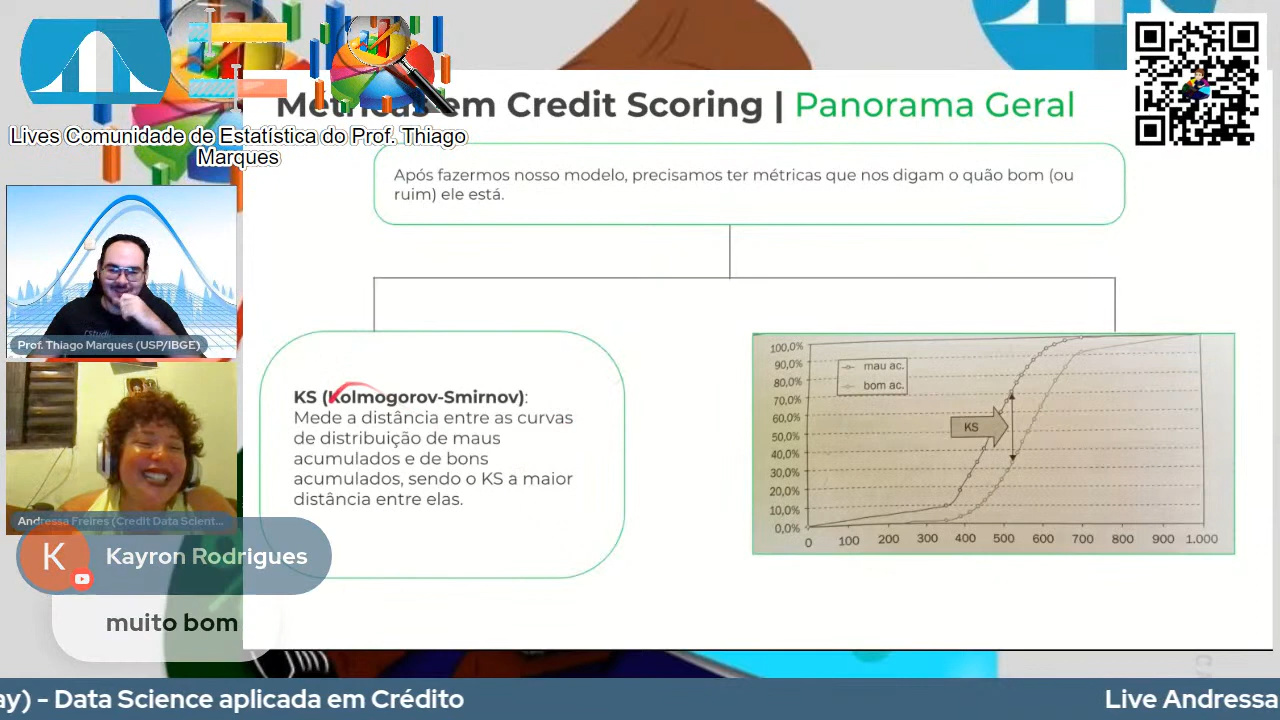 Métricas em Credit Scoring | Panorama Geral
Lives Comunidade de Estatística do Prof. Thiago
Marques
Após fazermos nosso modelo, precisamos ter métricas que nos digam o quão bom (ou
ruim) ele está.
Prof. Thiago Marques (USP/IBGE)
Andressa Freires (Credit Data Scient...
KS (Kolmogorov-Smirnov):
Mede a distância entre as curvas
de distribuição de maus
acumulados e de bons
acumulados, sendo o KS a maior
distância entre elas.
100,0%
90,0%
80,0%
70,0%
60,0%
50,0%
40,0%
30,0%
20,0%
10,0%
0,0%
mau ac.
bom ac.
KS
0 100 200 300 400 500 600 700 800 900 1.000
K
Kayron Rodrigues
muito bom
ay) - Data Science aplicada em Crédito
Live Andressa